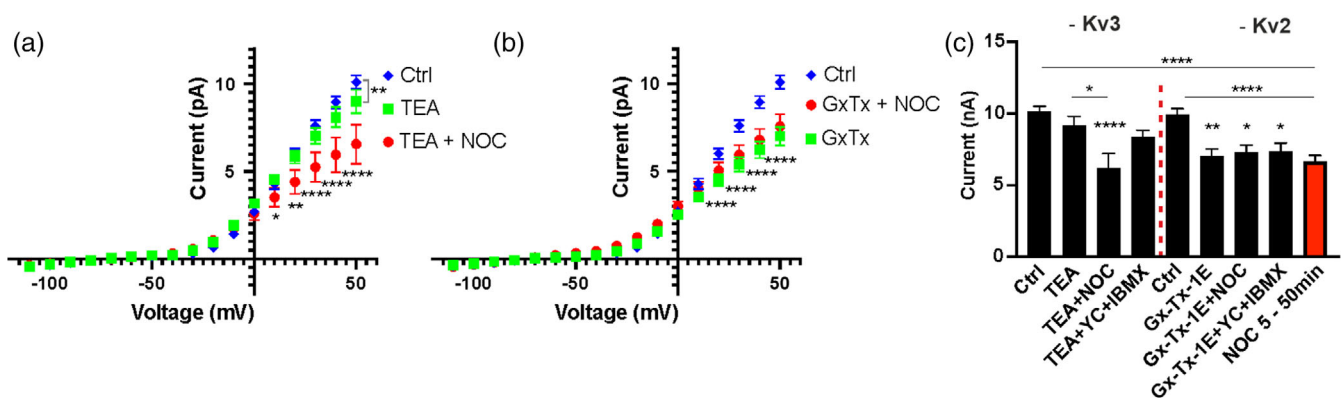 (a)
Current (pA)
10
5
-100
-50
50
Voltage (mV)
Ctrl
**
TEA
TEA + NOC
*
**
****
****
****
(b)
Current (pA)
10
5
-100
-50
50
Voltage (mV)
Ctrl
GxTx + NOC
GxTx
****
****
****
****
(c)
- Kv3
- Kv2
Current (nA)
15
10
5
0
****
*
****
****
**
*
*
Ctrl
TEA
TEA+NOC
TEA+YC+IBMX
Ctrl
Gx-Tx-1E
Gx-Tx-1E+NOC
Gx-Tx-1E+YC+IBMX
NOC 5 - 50min